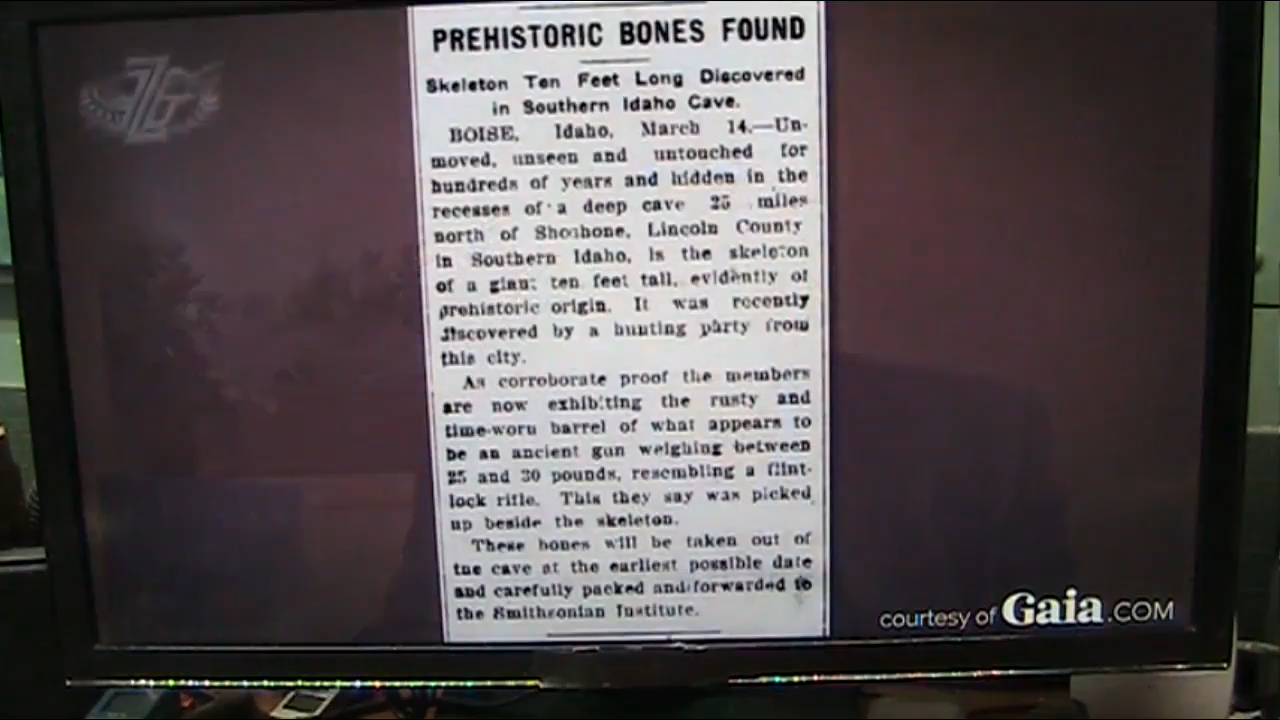 PREHISTORIC BONES FOUND
Skeleton Ten Feet Long Discovered
in Southern Idaho Cave.
BOISE, Idaho, March 14.—Un-
moved, unseen and untouched for
hundreds of years and hidden in the
recesses of a deep cave 25 miles
north of Shoshone, Lincoln County
in Southern Idaho, is the skeleton
of a giant ten feet tall, evidently of
prehistoric origin. It was recently
discovered by a hunting party from
this city.
As corroborate proof the members
are now exhibiting the rusty and
time-worn barrel of what appears to
be an ancient gun weighing between
25 and 30 pounds, resembling a flint-
lock rifle. This they say was picked
up beside the skeleton.
These bones will be taken out of
the cave at the earliest possible date
and carefully packed and forwarded to
the Smithsonian Institute.
courtesy of Gaia.COM